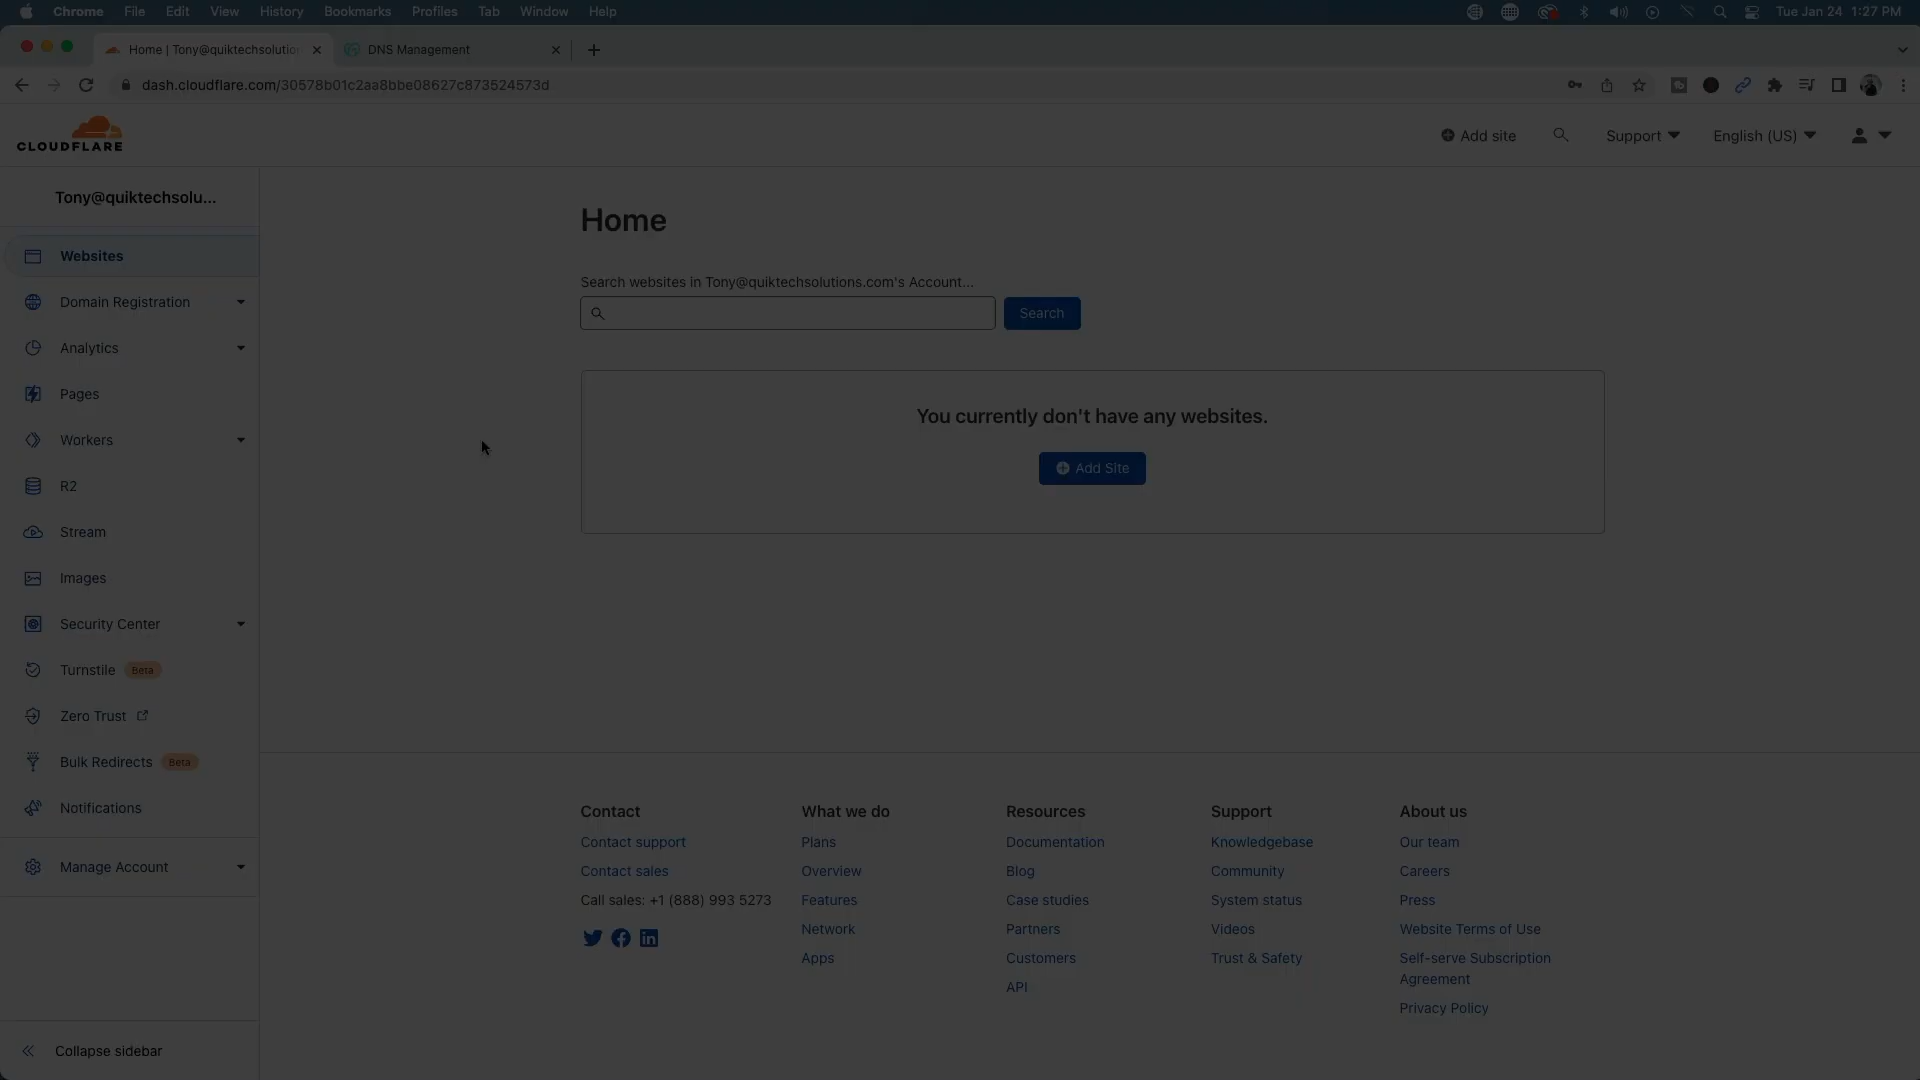 Chrome File Edit View History Bookmarks Profiles Tab Window Help Tue Jan 24 1:27 PM
Home | Tony@quiktechsolutio DNS Management
dash.cloudflare.com/30578b01c2aa8bbe08627c873524573d
CLOUDFLARE
Add site Support English (US)
Tony@quiktechsolu...
Websites
Domain Registration
Analytics
Pages
Workers
R2
Stream
Images
Security Center
Turnstile Beta
Zero Trust
Bulk Redirects Beta
Notifications
Manage Account
Collapse sidebar
Home
Search websites in Tony@quiktechsolutions.com's Account...
Search
You currently don't have any websites.
Add Site
Contact
Contact support
Contact sales
Call sales: +1 (888) 993 5273
What we do
Plans
Overview
Features
Network
Apps
Resources
Documentation
Blog
Case studies
Partners
Customers
API
Support
Knowledgebase
Community
System status
Videos
Trust & Safety
About us
Our team
Careers
Press
Website Terms of Use
Self-serve Subscription
Agreement
Privacy Policy